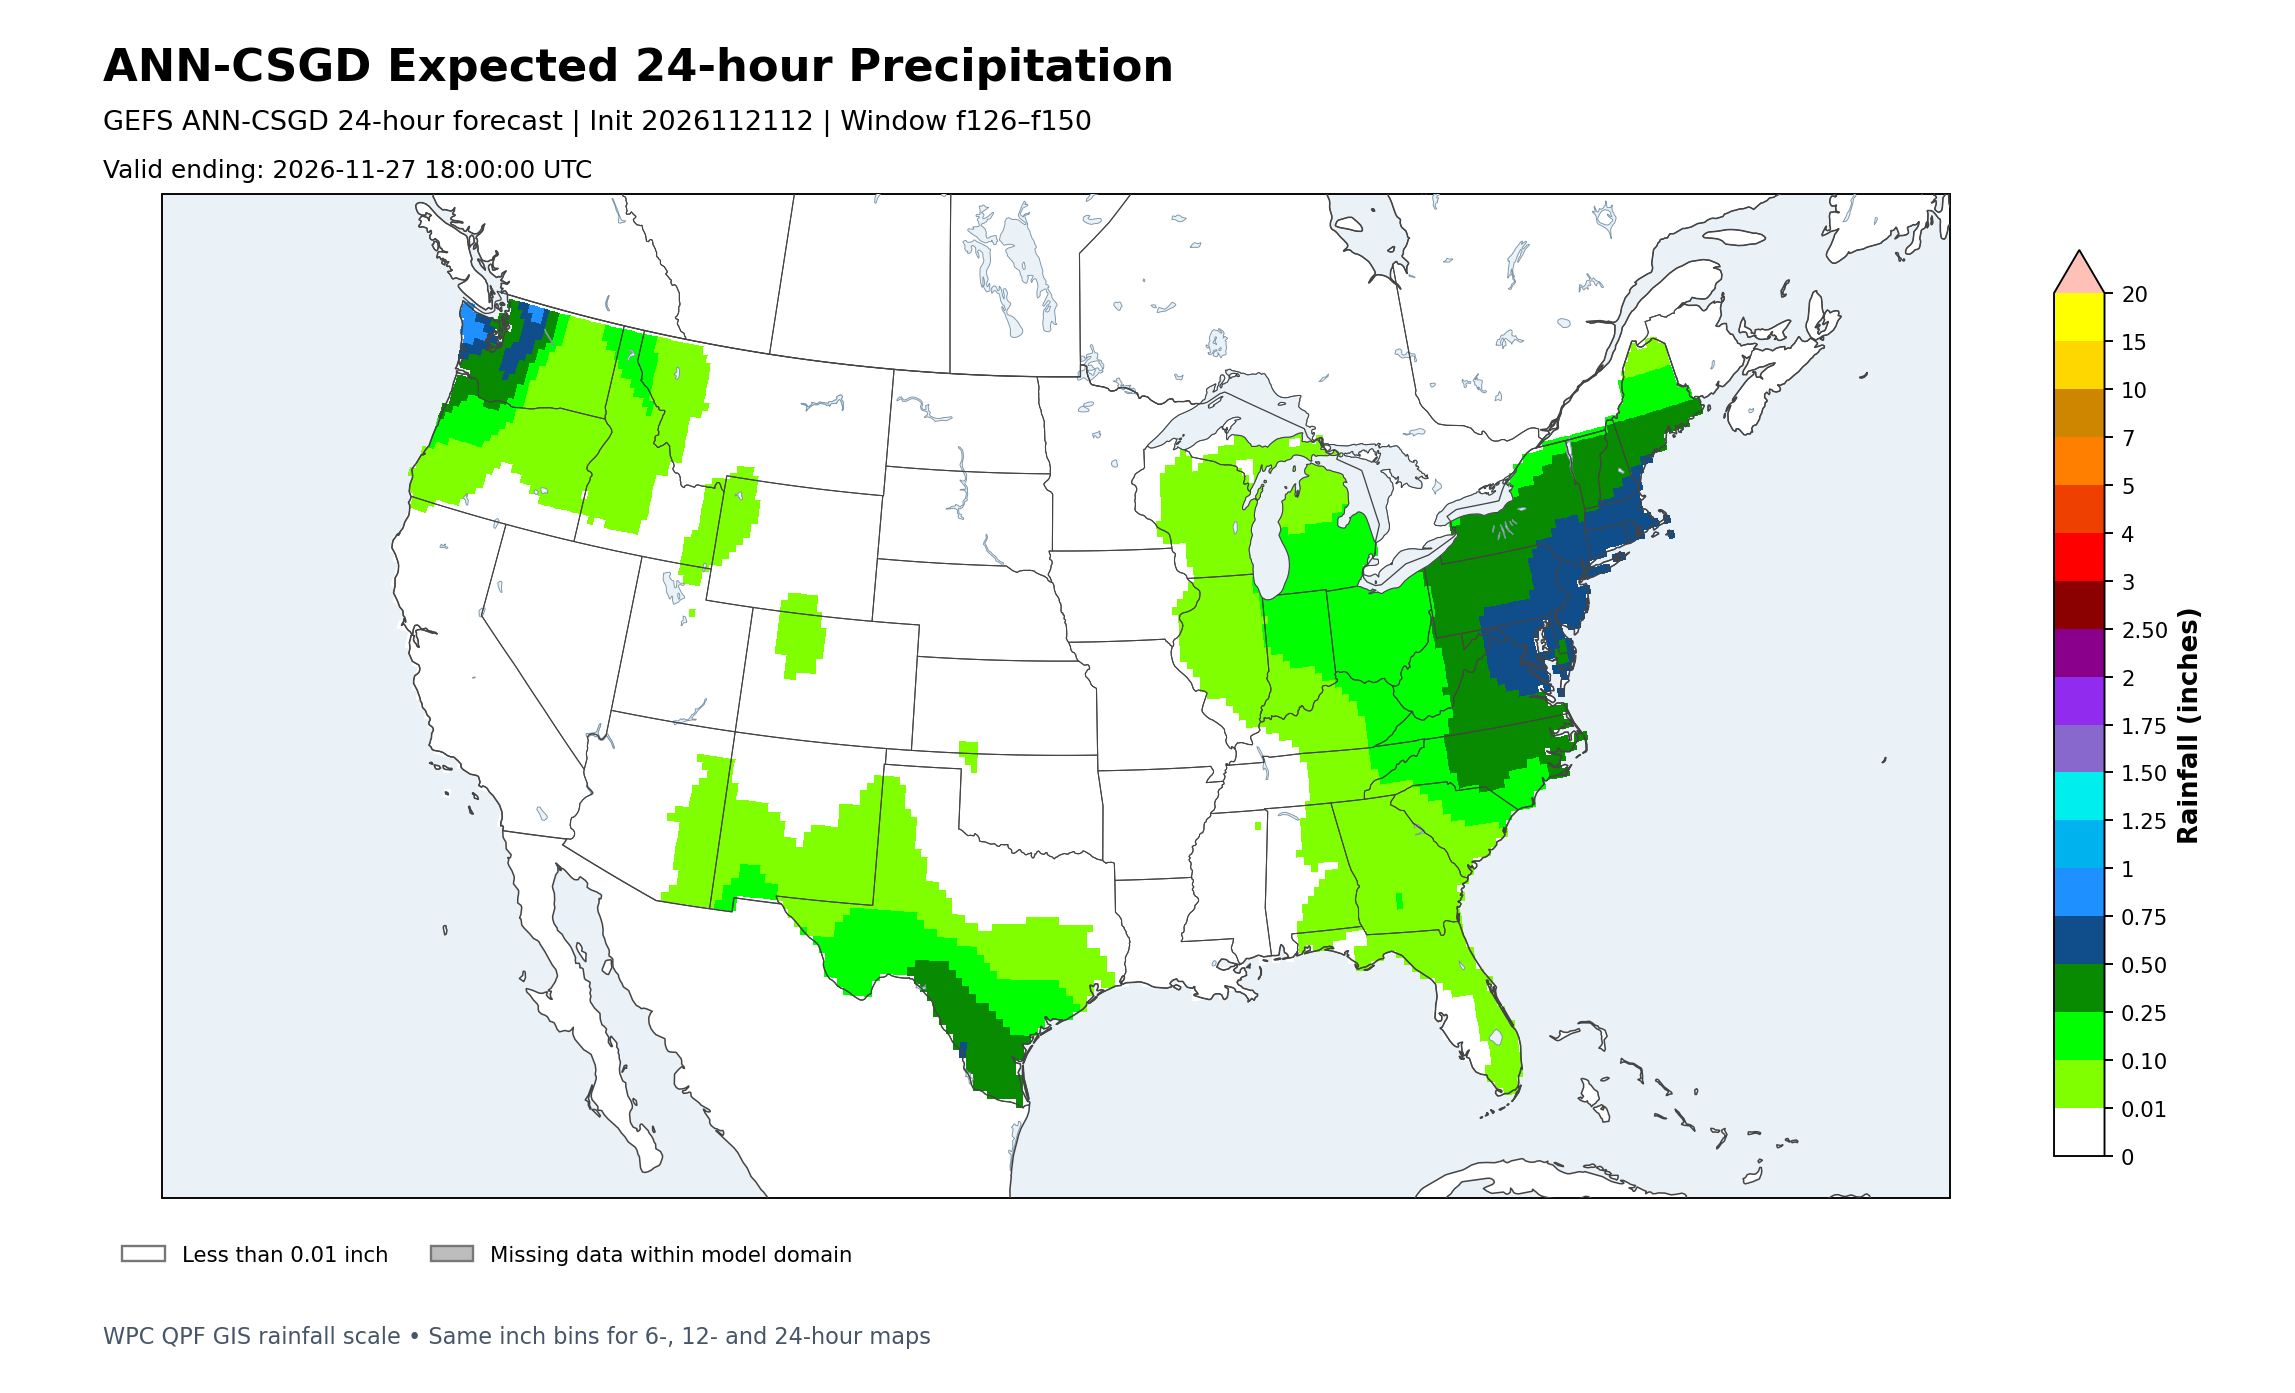 ANN-CSGD Expected 24-hour Precipitation
GEFS ANN-CSGD 24-hour forecast | Init 2026112112 | Window f126–f150
Valid ending: 2026-11-27 18:00:00 UTC
20
15
10
7
5
4
3
2.50
2
1.75
1.50
1.25
1
0.75
0.50
0.25
0.10
0.01
0
Rainfall (inches)
Less than 0.01 inch
Missing data within model domain
WPC QPF GIS rainfall scale • Same inch bins for 6-, 12- and 24-hour maps